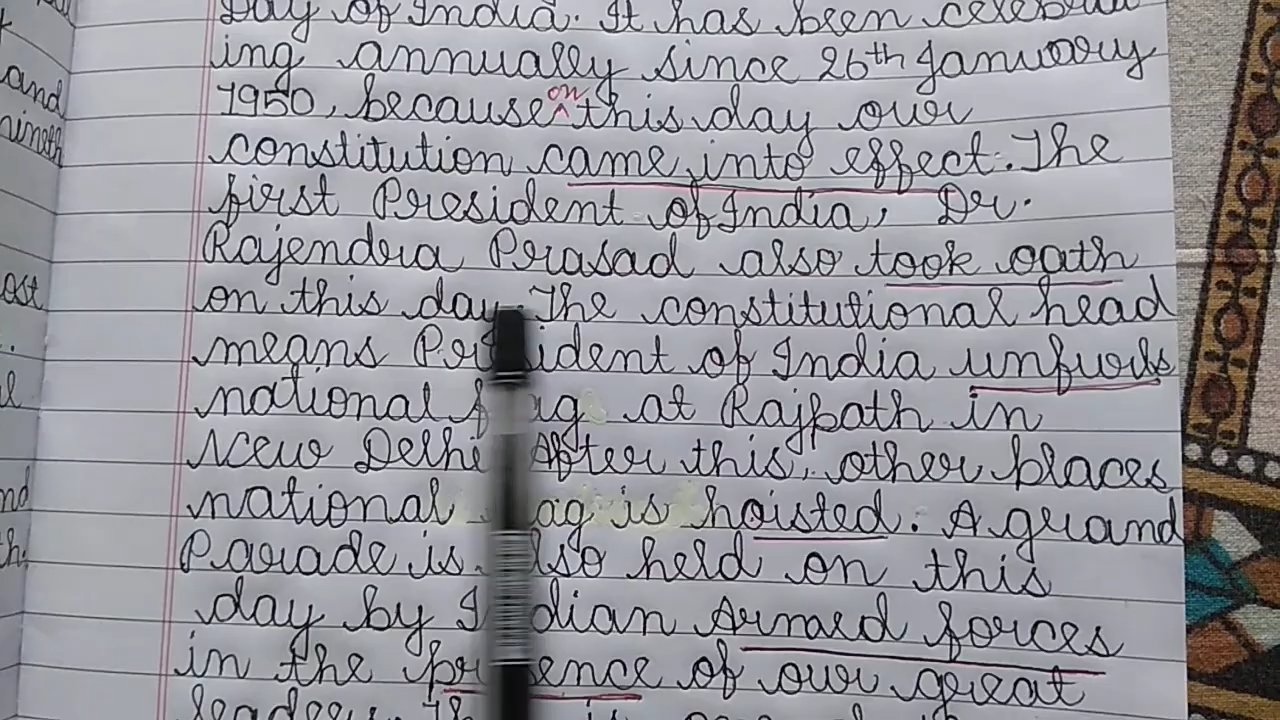 Day of India. It has been celebrat
ing annually since 26th January
1950, because on this day our
constitution came into effect. The
first President of India, Dr.
Rajendra Prasad also took oath
on this day. The constitutional head
means President of India unfurls
national flag at Rajpath in
New Delhi. After this, other places
national flag is hoisted. A grand
Parade is also held on this
day by Indian Armed forces
in the presence of our great
and
nineth
nd